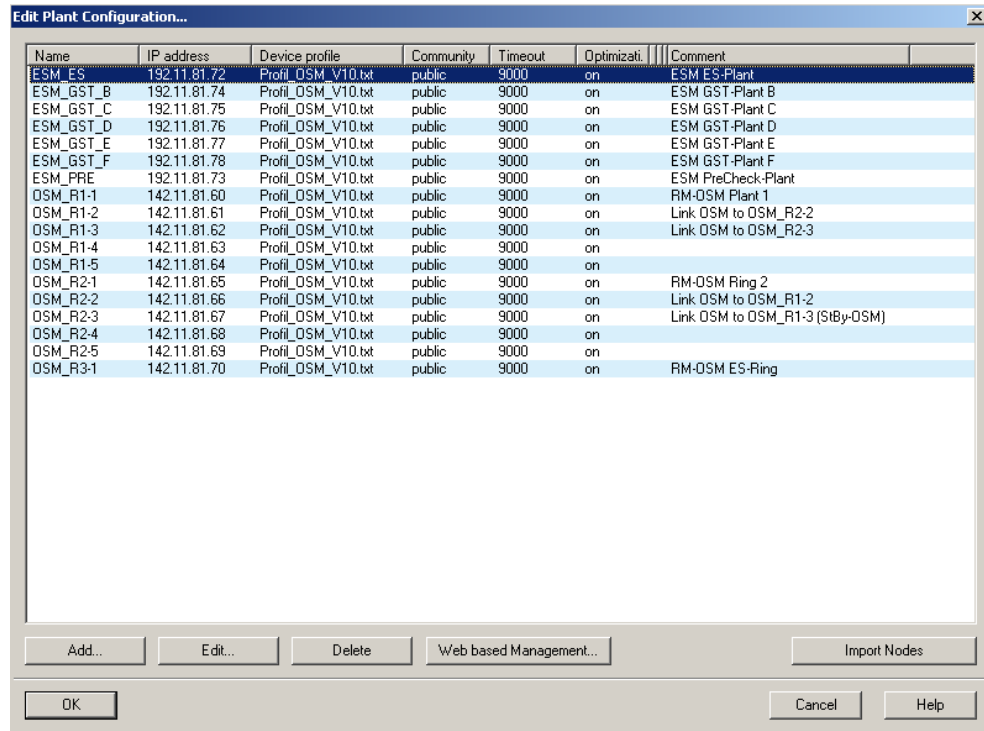 Edit Plant Configuration...
Name IP address Device profile Community Timeout Optimizati. Comment
ESM_ES 192.11.81.72 Profil_OSM_V10.txt public 9000 on ESM ES-Plant
ESM_GST_B 192.11.81.74 Profil_OSM_V10.txt public 9000 on ESM GST-Plant B
ESM_GST_C 192.11.81.75 Profil_OSM_V10.txt public 9000 on ESM GST-Plant C
ESM_GST_D 192.11.81.76 Profil_OSM_V10.txt public 9000 on ESM GST-Plant D
ESM_GST_E 192.11.81.77 Profil_OSM_V10.txt public 9000 on ESM GST-Plant E
ESM_GST_F 192.11.81.78 Profil_OSM_V10.txt public 9000 on ESM GST-Plant F
ESM_PRE 192.11.81.73 Profil_OSM_V10.txt public 9000 on ESM PreCheck-Plant
OSM_R1-1 142.11.81.60 Profil_OSM_V10.txt public 9000 on RM-OSM Plant 1
OSM_R1-2 142.11.81.61 Profil_OSM_V10.txt public 9000 on Link OSM to OSM_R2-2
OSM_R1-3 142.11.81.62 Profil_OSM_V10.txt public 9000 on Link OSM to OSM_R2-3
OSM_R1-4 142.11.81.63 Profil_OSM_V10.txt public 9000 on
OSM_R1-5 142.11.81.64 Profil_OSM_V10.txt public 9000 on
OSM_R2-1 142.11.81.65 Profil_OSM_V10.txt public 9000 on RM-OSM Ring 2
OSM_R2-2 142.11.81.66 Profil_OSM_V10.txt public 9000 on Link OSM to OSM_R1-2
OSM_R2-3 142.11.81.67 Profil_OSM_V10.txt public 9000 on Link OSM to OSM_R1-3 (StBy-OSM)
OSM_R2-4 142.11.81.68 Profil_OSM_V10.txt public 9000 on
OSM_R2-5 142.11.81.69 Profil_OSM_V10.txt public 9000 on
OSM_R3-1 142.11.81.70 Profil_OSM_V10.txt public 9000 on RM-OSM ES-Ring
Add... Edit... Delete Web based Management... Import Nodes
OK Cancel Help